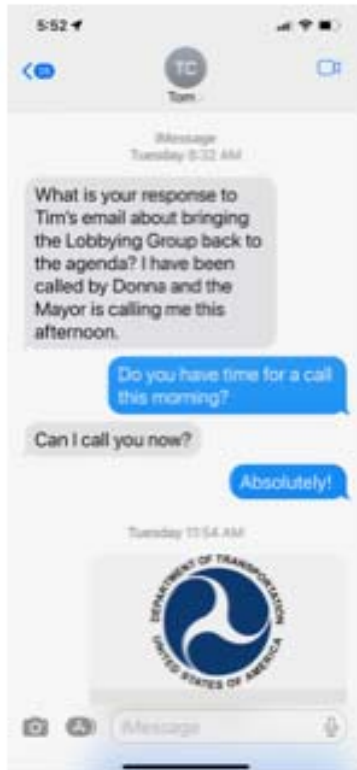 5:52
TC
Tom
iMessage
Tuesday 8:32 AM
What is your response to
Tim's email about bringing
the Lobbying Group back to
the agenda? I have been
called by Donna and the
Mayor is calling me this
afternoon.
Do you have time for a call
this morning?
Can I call you now?
Absolutely!
Tuesday 11:54 AM
DEPARTMENT OF TRANSPORTATION
UNITED STATES OF AMERICA
iMessage